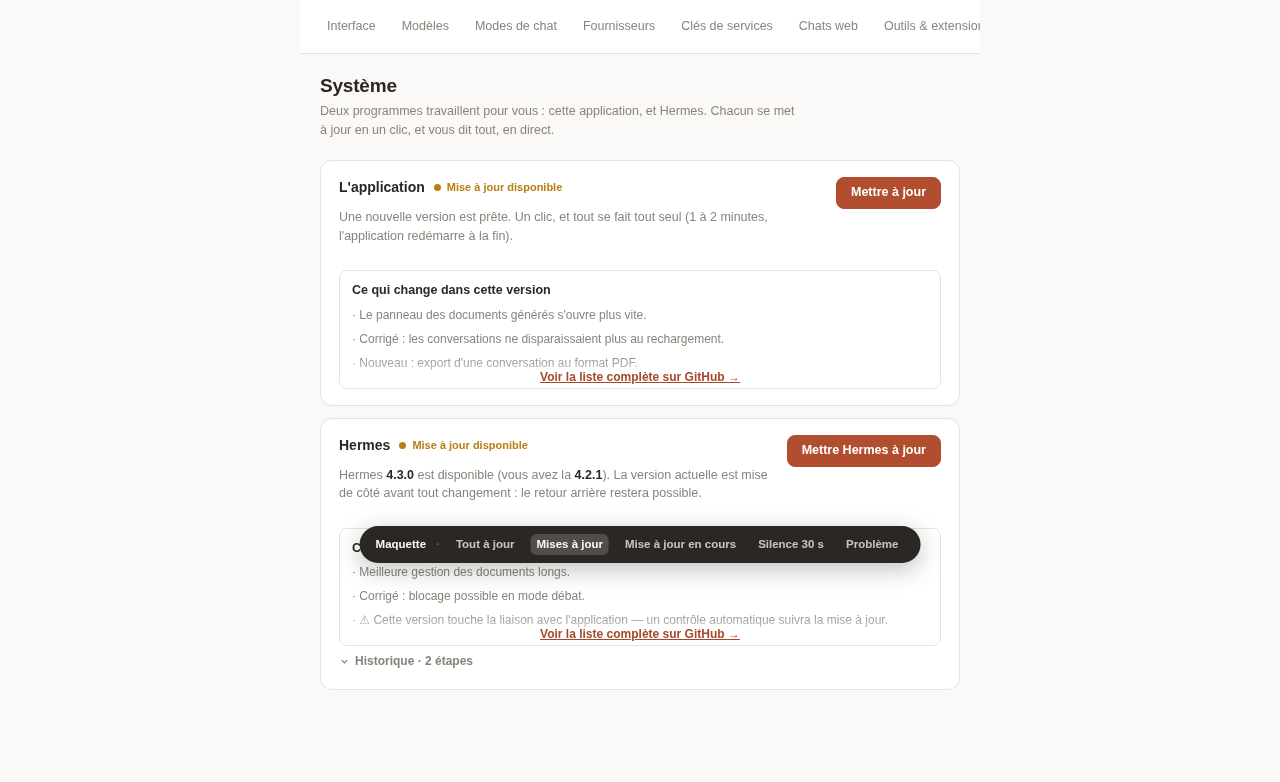 Interface Modèles Modes de chat Fournisseurs Clés de services Chats web Outils & extension
Système
Deux programmes travaillent pour vous : cette application, et Hermes. Chacun se met
à jour en un clic, et vous dit tout, en direct.
L'application Mise à jour disponible
Mettre à jour
Une nouvelle version est prête. Un clic, et tout se fait tout seul (1 à 2 minutes,
l'application redémarre à la fin).
Ce qui change dans cette version
· Le panneau des documents générés s'ouvre plus vite.
· Corrigé : les conversations ne disparaissaient plus au rechargement.
· Nouveau : export d'une conversation au format PDF.
Voir la liste complète sur GitHub →
Hermes Mise à jour disponible
Mettre Hermes à jour
Hermes 4.3.0 est disponible (vous avez la 4.2.1). La version actuelle est mise
de côté avant tout changement : le retour arrière restera possible.
Maquette · Tout à jour Mises à jour Mise à jour en cours Silence 30 s Problème
· Meilleure gestion des documents longs.
· Corrigé : blocage possible en mode débat.
· ⚠ Cette version touche la liaison avec l'application — un contrôle automatique suivra la mise à jour.
Voir la liste complète sur GitHub →
Historique · 2 étapes